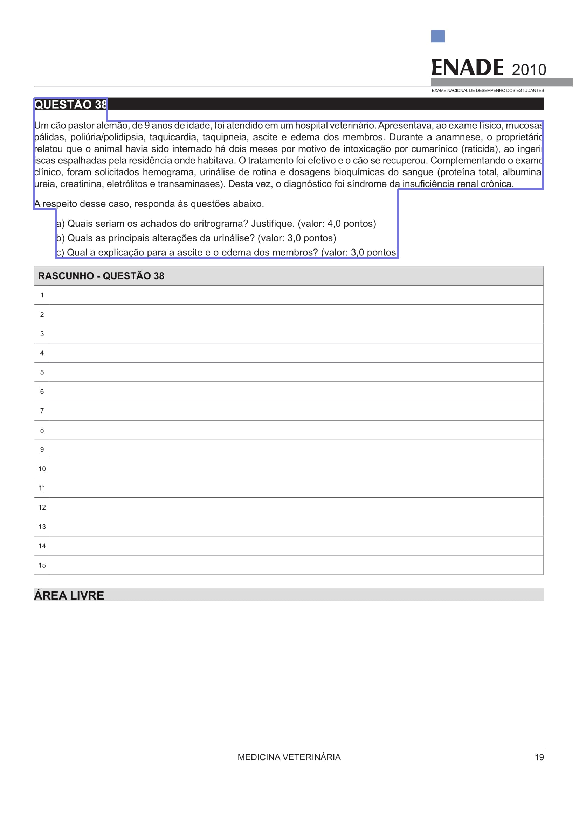 ENADE 2010
EXAME NACIONAL DE DESEMPENHO DOS ESTUDANTES
QUESTÃO 38
Um cão pastor alemão, de 9 anos de idade, foi atendido em um hospital veterinário. Apresentava, ao exame físico, mucosas
pálidas, poliúria/polidipsia, taquicardia, taquipneia, ascite e edema dos membros. Durante a anamnese, o proprietário
relatou que o animal havia sido internado há dois meses por motivo de intoxicação por cumarínico (raticida), ao ingerir
iscas espalhadas pela residência onde habitava. O tratamento foi efetivo e o cão se recuperou. Complementando o exame
clínico, foram solicitados hemograma, urinálise de rotina e dosagens bioquímicas do sangue (proteína total, albumina,
ureia, creatinina, eletrólitos e transaminases). Desta vez, o diagnóstico foi síndrome da insuficiência renal crônica.
A respeito desse caso, responda às questões abaixo.
a) Quais seriam os achados do eritrograma? Justifique. (valor: 4,0 pontos)
b) Quais as principais alterações da urinálise? (valor: 3,0 pontos)
c) Qual a explicação para a ascite e o edema dos membros? (valor: 3,0 pontos)
RASCUNHO - QUESTÃO 38
1
2
3
4
5
6
7
8
9
10
11
12
13
14
15
ÁREA LIVRE
MEDICINA VETERINÁRIA 19